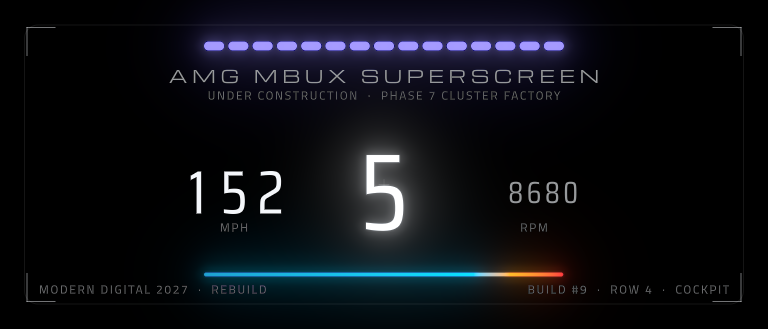 AMG MBUX SUPERSCREEN
UNDER CONSTRUCTION · PHASE 7 CLUSTER FACTORY
152
MPH
5
8680
RPM
MODERN DIGITAL 2027 · REBUILD
BUILD #9 · ROW 4 · COCKPIT